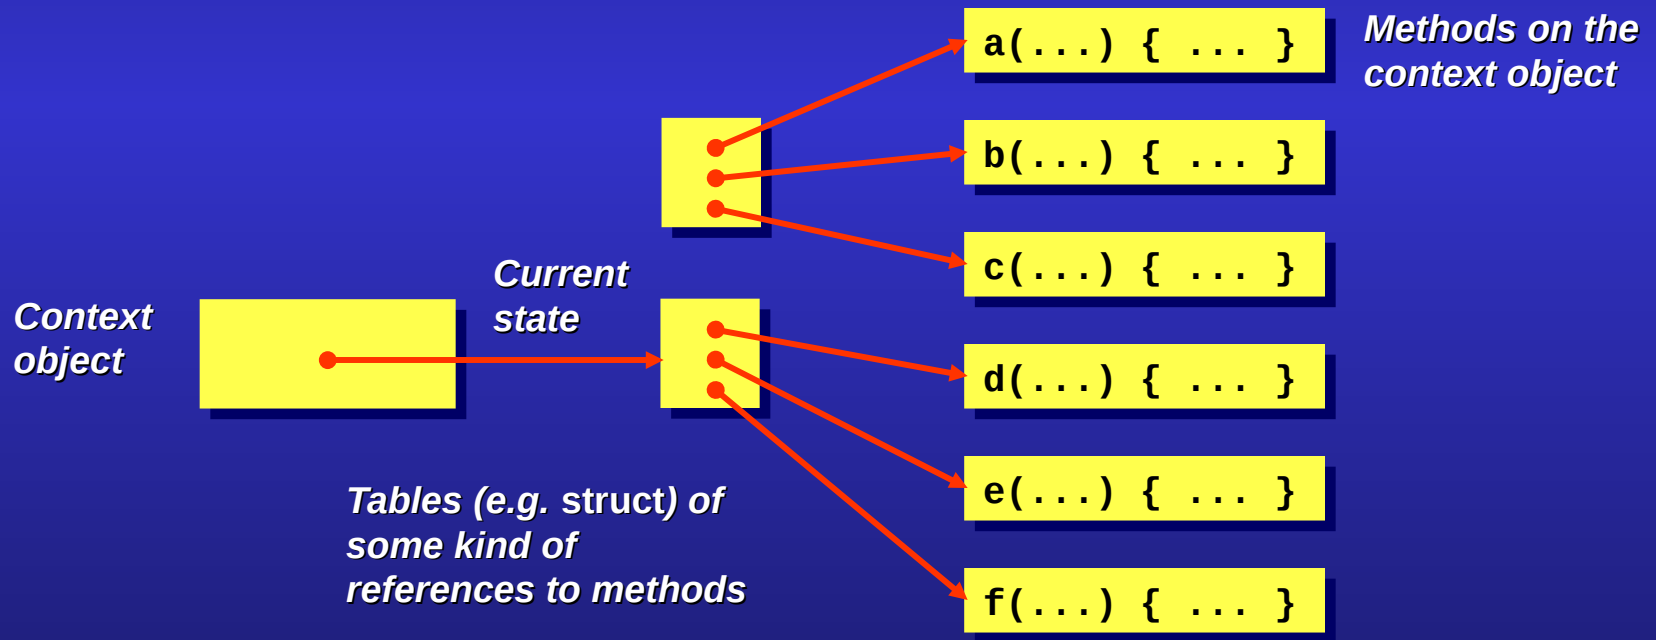 a(...) { ... }
Methods on the
context object
b(...) { ... }
c(...) { ... }
Current
state
Context
object
d(...) { ... }
e(...) { ... }
Tables (e.g. struct) of
some kind of
references to methods
f(...) { ... }